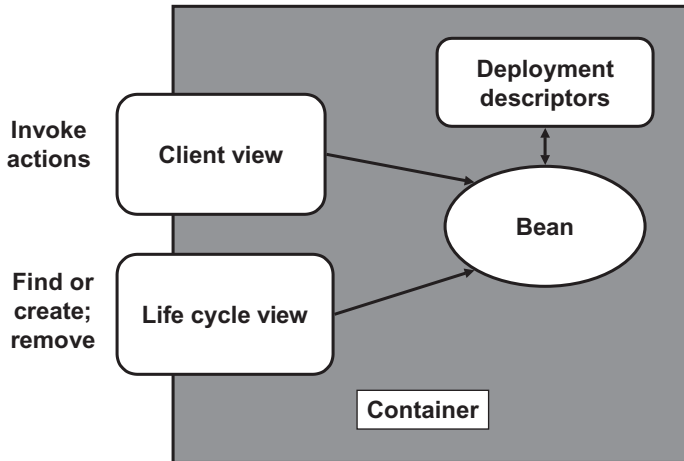 Deployment
descriptors
Invoke
actions
Client view
Bean
Find or
create;
remove
Life cycle view
Container